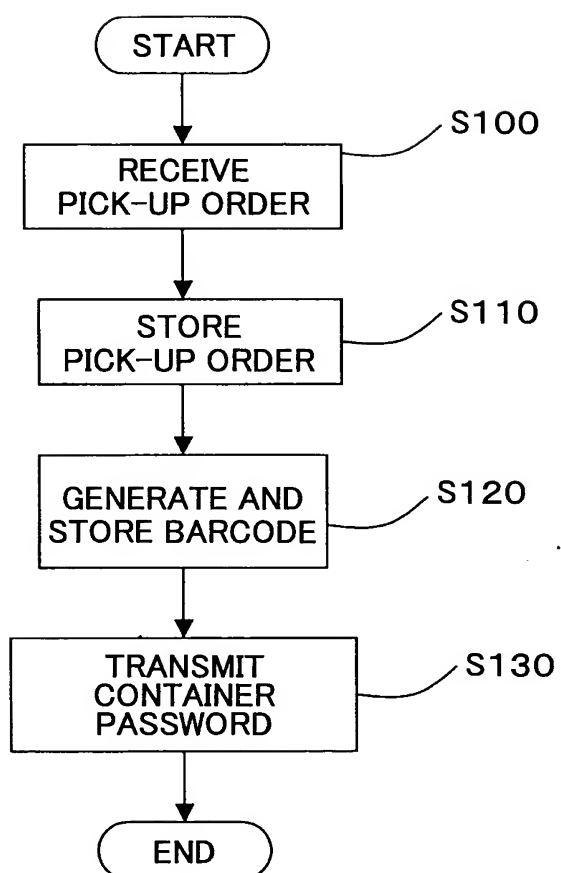 START
S100
RECEIVE
PICK-UP ORDER
S110
STORE
PICK-UP ORDER
S120
GENERATE AND
STORE BARCODE
S130
TRANSMIT
CONTAINER
PASSWORD
END